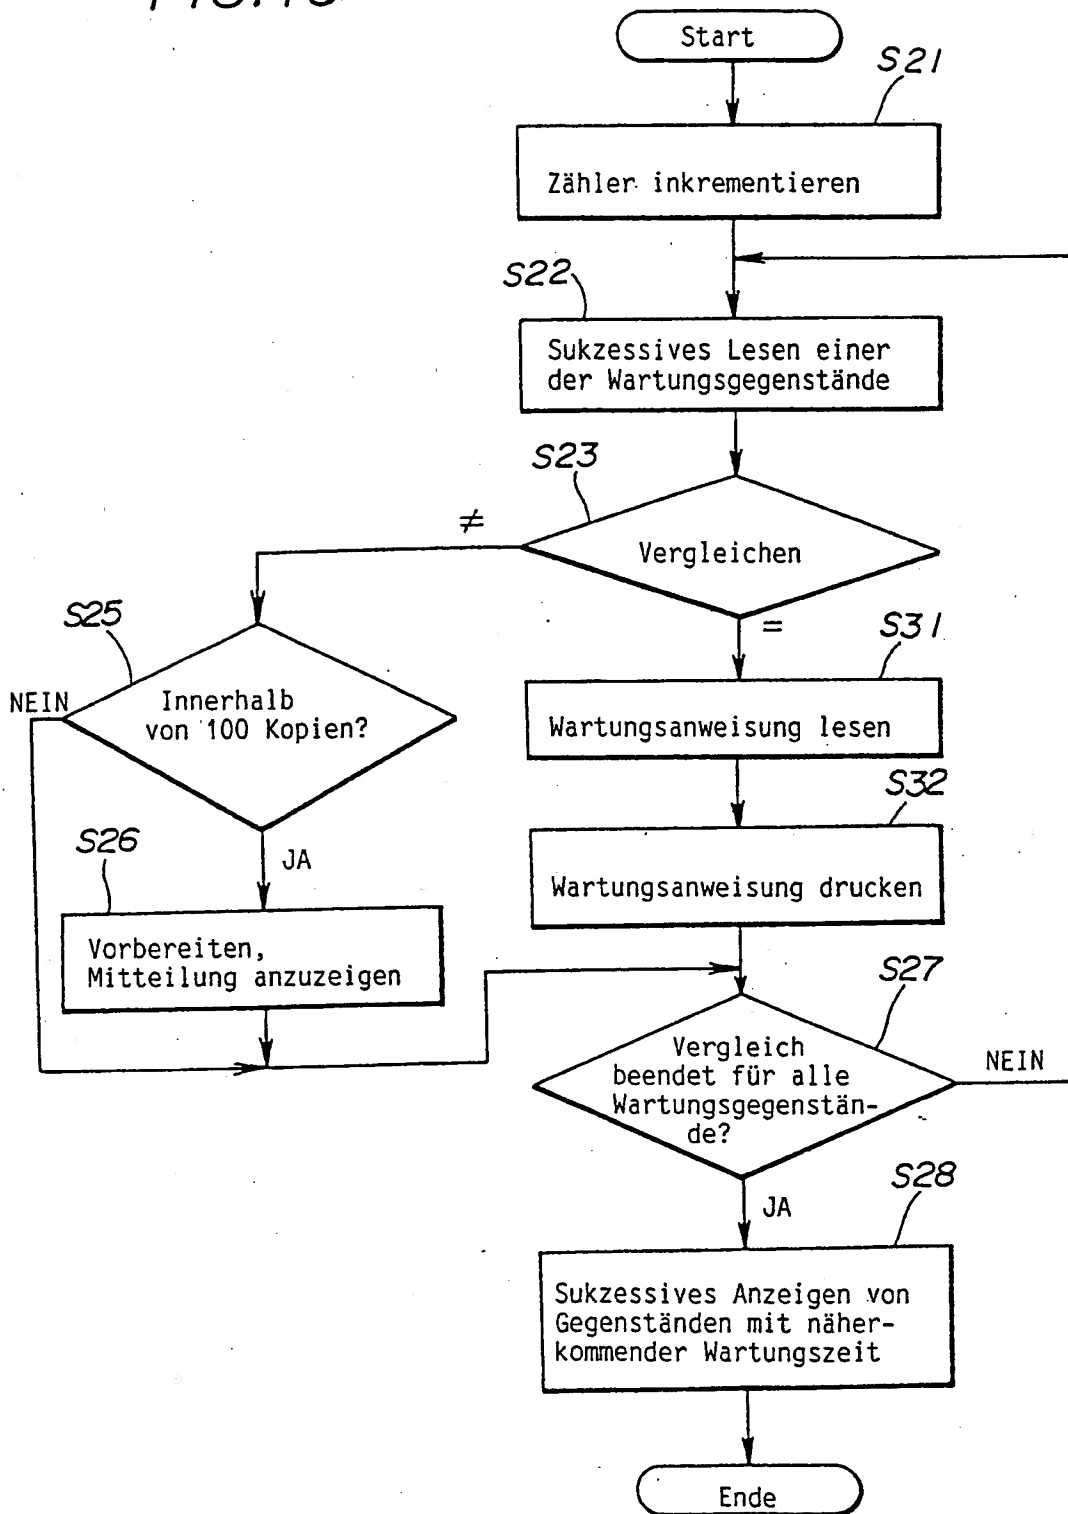 Start
S21
Zähler inkrementieren
S22
Sukzessives Lesen einer
der Wartungsgegenstände
S23
≠
Vergleichen
=
S25
S31
NEIN
Innerhalb
von 100 Kopien?
Wartungsanweisung lesen
S32
S26
JA
Wartungsanweisung drucken
Vorbereiten,
Mitteilung anzuzeigen
S27
Vergleich
beendet für alle
Wartungsgegenstän-
de?
NEIN
S28
JA
Sukzessives Anzeigen von
Gegenständen mit näher-
kommender Wartungszeit
Ende